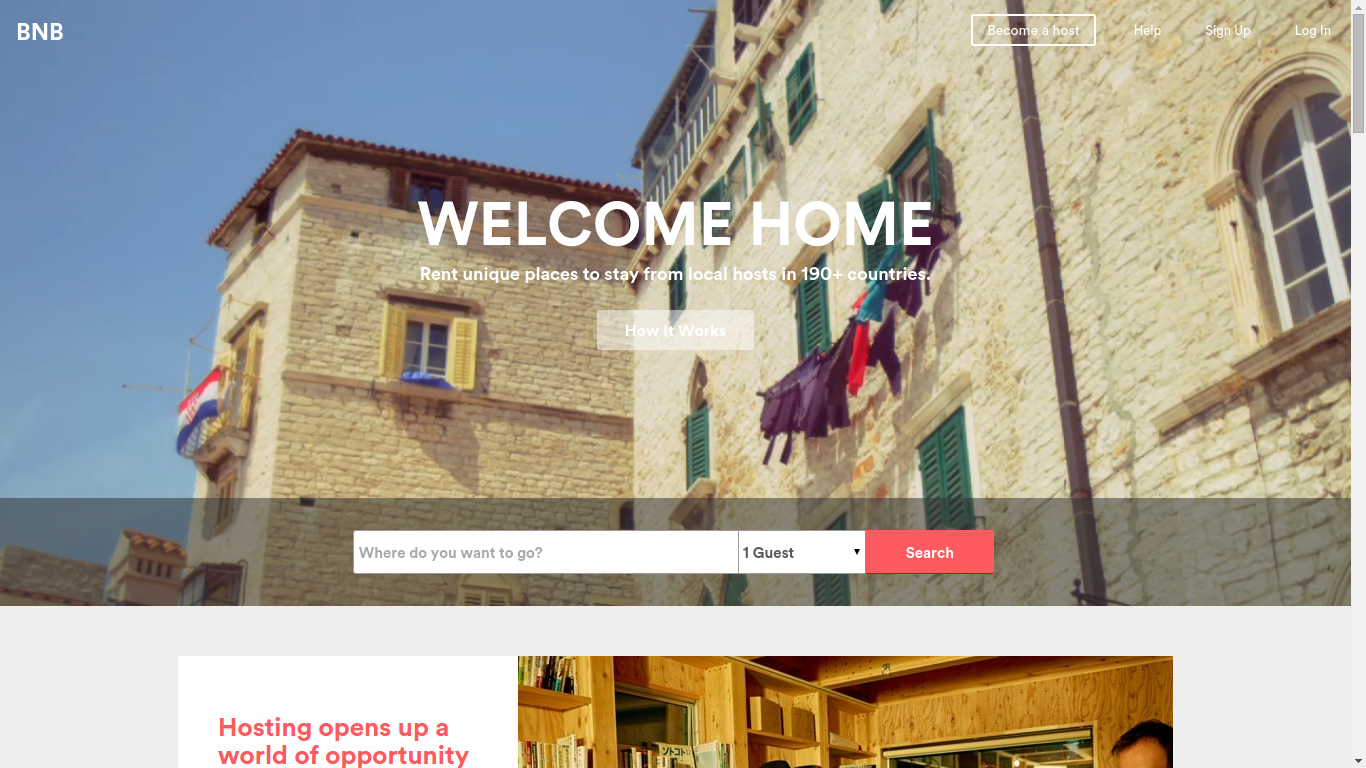 BNB
Become a host
Help
Sign Up
Log In
WELCOME HOME
Rent unique places to stay from local hosts in 190+ countries.
How It Works
Where do you want to go?
1 Guest
Search
Hosting opens up a
world of opportunity